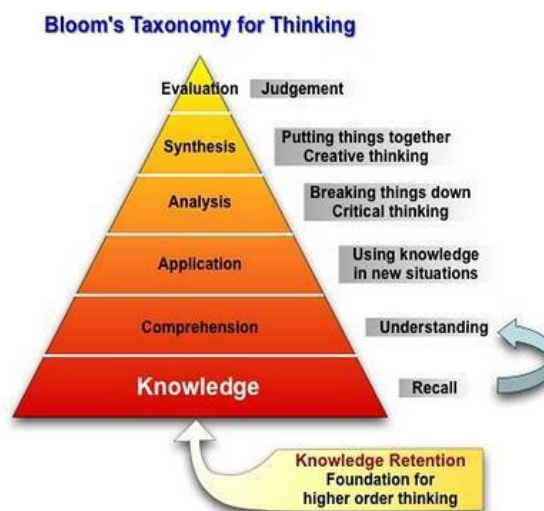 Bloom's Taxonomy for Thinking
Evaluation Judgement
Synthesis Putting things together
Creative thinking
Analysis Breaking things down
Critical thinking
Application Using knowledge
in new situations
Comprehension Understanding
Knowledge Recall
Knowledge Retention
Foundation for
higher order thinking